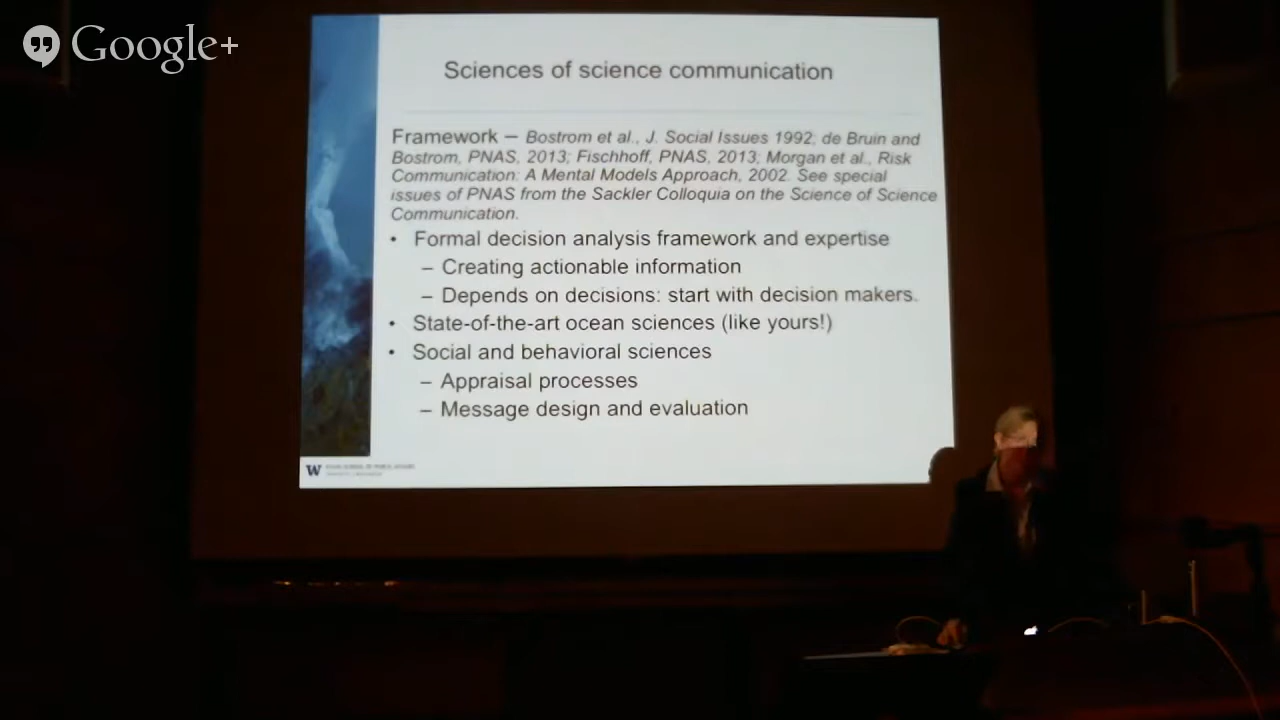 Google+
Sciences of science communication
Framework – Bostrom et al., J. Social Issues 1992; de Bruin and
Bostrom, PNAS, 2013; Fischhoff, PNAS, 2013; Morgan et al., Risk
Communication: A Mental Models Approach, 2002. See special
issues of PNAS from the Sackler Colloquia on the Science of Science
Communication.
• Formal decision analysis framework and expertise
– Creating actionable information
– Depends on decisions: start with decision makers.
• State-of-the-art ocean sciences (like yours!)
• Social and behavioral sciences
– Appraisal processes
– Message design and evaluation
W